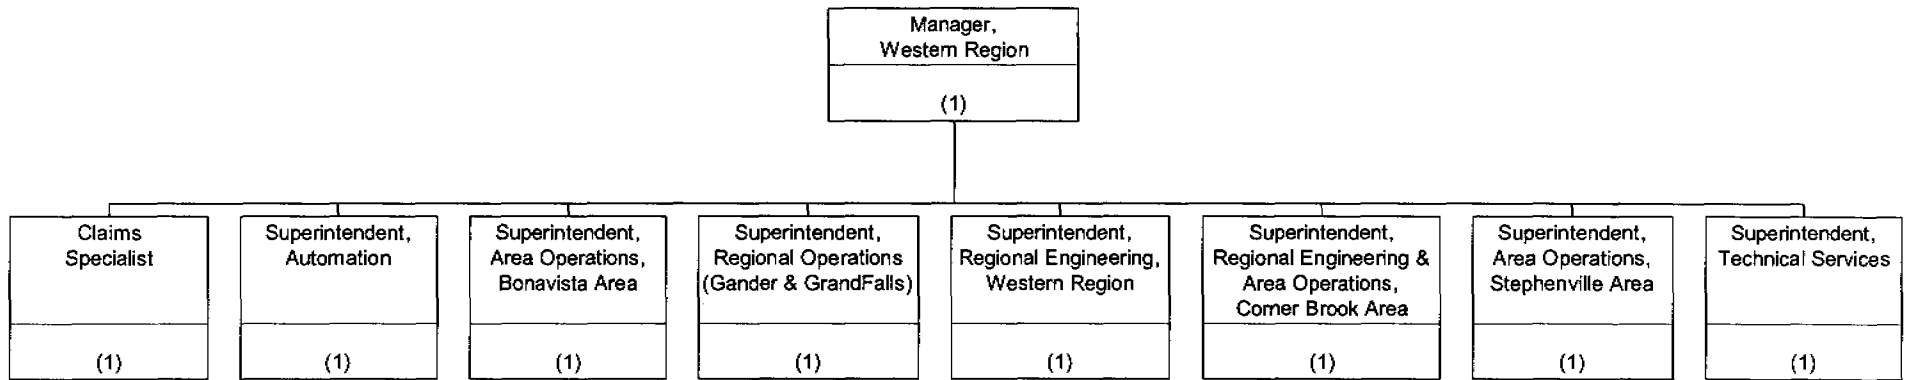 Manager,
Western Region
(1)
Claims
Specialist
(1)
Superintendent,
Automation
(1)
Superintendent,
Area Operations,
Bonavista Area
(1)
Superintendent,
Regional Operations
(Gander & GrandFalls)
(1)
Superintendent,
Regional Engineering,
Western Region
(1)
Superintendent,
Regional Engineering &
Area Operations,
Corner Brook Area
(1)
Superintendent,
Area Operations,
Stephenville Area
(1)
Superintendent,
Technical Services
(1)